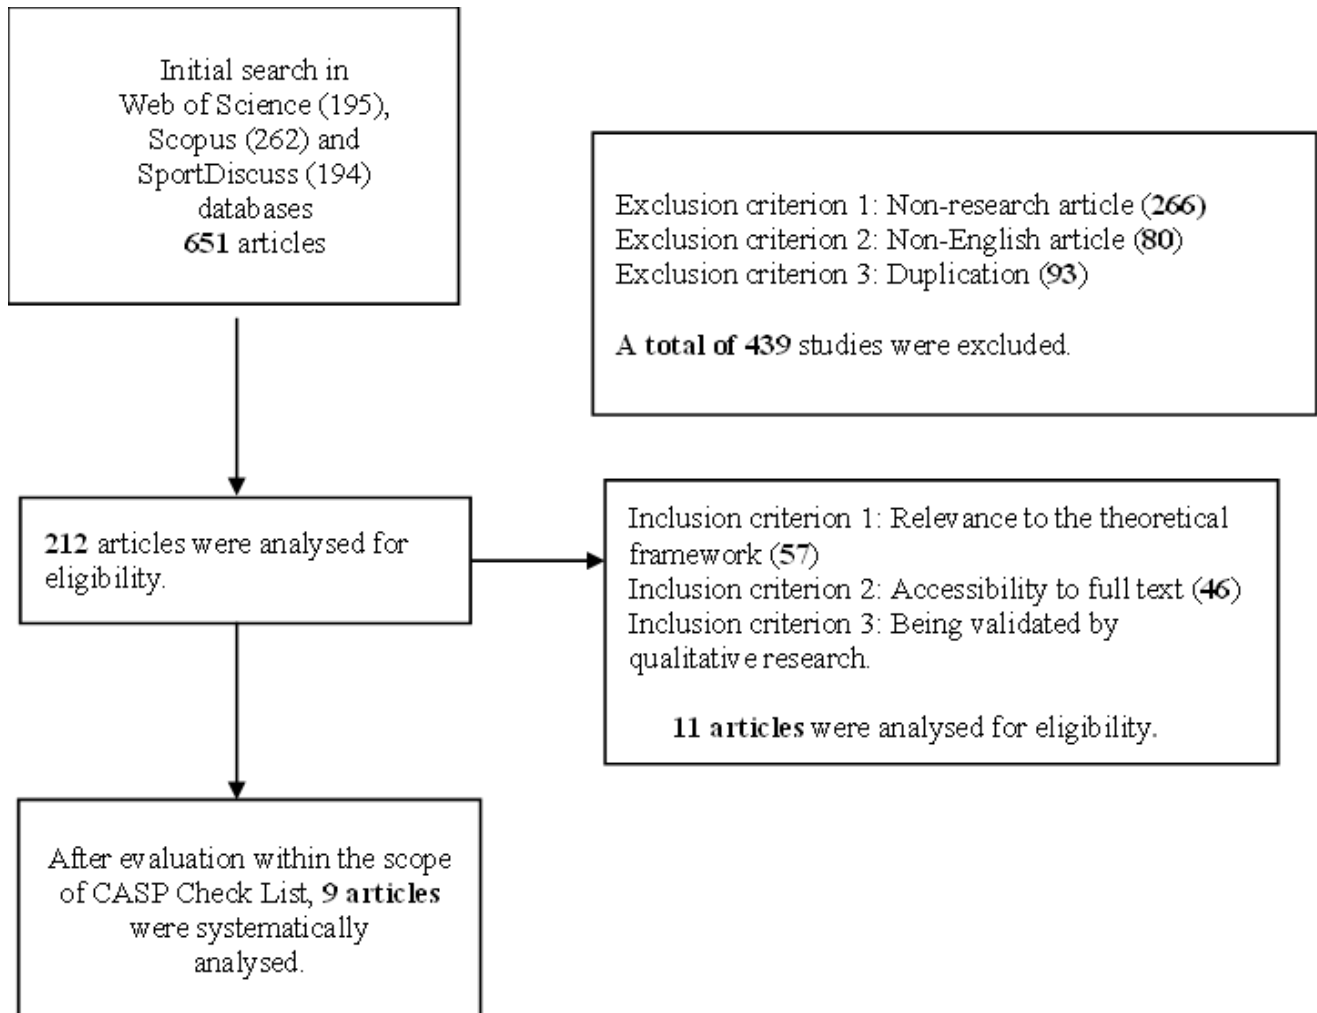 Initial search in
Web of Science (195),
Scopus (262) and
SportDiscuss (194)
databases
651 articles
Exclusion criterion 1: Non-research article (266)
Exclusion criterion 2: Non-English article (80)
Exclusion criterion 3: Duplication (93)
A total of 439 studies were excluded.
212 articles were analysed for
eligibility.
Inclusion criterion 1: Relevance to the theoretical
framework (57)
Inclusion criterion 2: Accessibility to full text (46)
Inclusion criterion 3: Being validated by
qualitative research.
11 articles were analysed for eligibility.
After evaluation within the scope
of CASP Check List, 9 articles
were systematically
analysed.